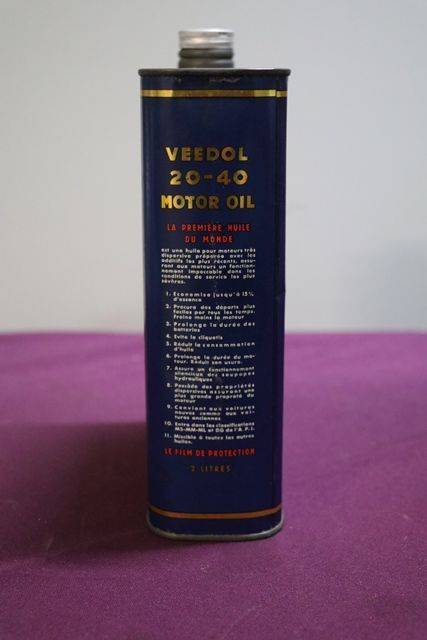 VEEDOL
20-40
MOTOR OIL
LA PREMIÈRE HUILE
DU MONDE
est une huile pour moteurs très
dispersive préparée avec les
additifs les plus récents, assu-
rant aux moteurs un fonction-
nement impeccable dans les
conditions de service les plus
sévères.
1. Economise jusqu'à 15%
d'essence
2. Procure des départs plus
faciles par tous les temps.
Freine moins le moteur
3. Prolonge la durée des
batteries
4. Evite le cliquetis
5. Réduit la consommation
d'huile
6. Prolonge la durée du mo-
teur. Réduit son usure.
7. Assure un fonctionnement
silencieux des soupapes
hydrauliques
8. Possède des propriétés
dispersives assurant une
plus grande propreté du
moteur
9. Convient aux voitures
neuves comme aux voi-
tures anciennes
10. Entre dans les classifications
MS-MM-ML et DG de l'A.P.I.
11. Miscible à toutes les autres
huiles.
LE FILM DE PROTECTION
2 LITRES